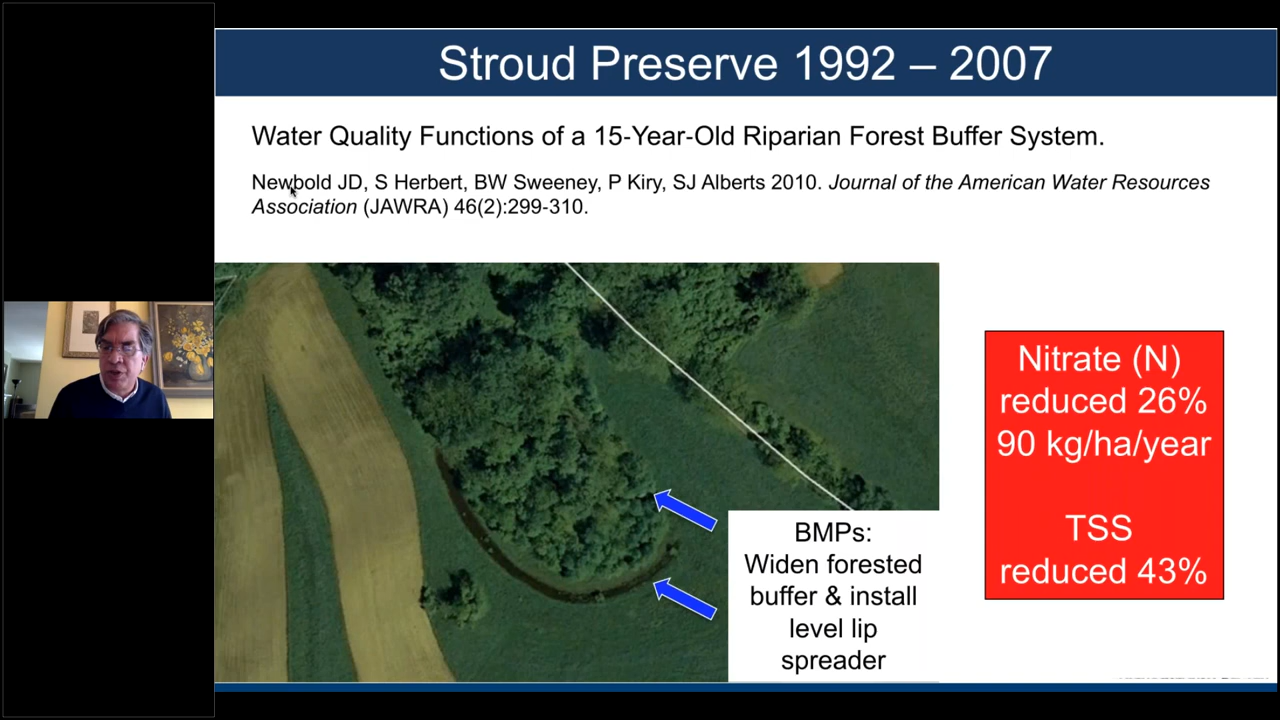 Stroud Preserve 1992 – 2007
Water Quality Functions of a 15-Year-Old Riparian Forest Buffer System.
Newbold JD, S Herbert, BW Sweeney, P Kiry, SJ Alberts 2010. Journal of the American Water Resources
Association (JAWRA) 46(2):299-310.
Nitrate (N)
reduced 26%
90 kg/ha/year
TSS
reduced 43%
BMPs:
Widen forested
buffer & install
level lip
spreader